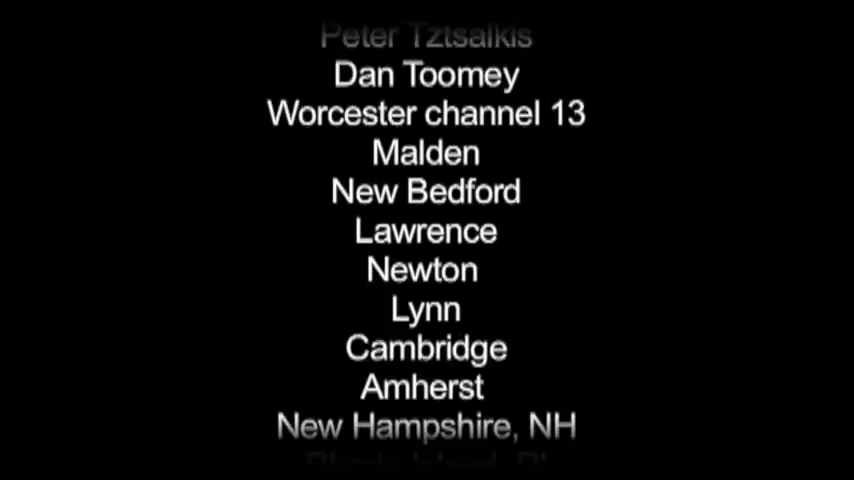 Peter Tztsalkis
Dan Toomey
Worcester channel 13
Malden
New Bedford
Lawrence
Newton
Lynn
Cambridge
Amherst
New Hampshire, NH